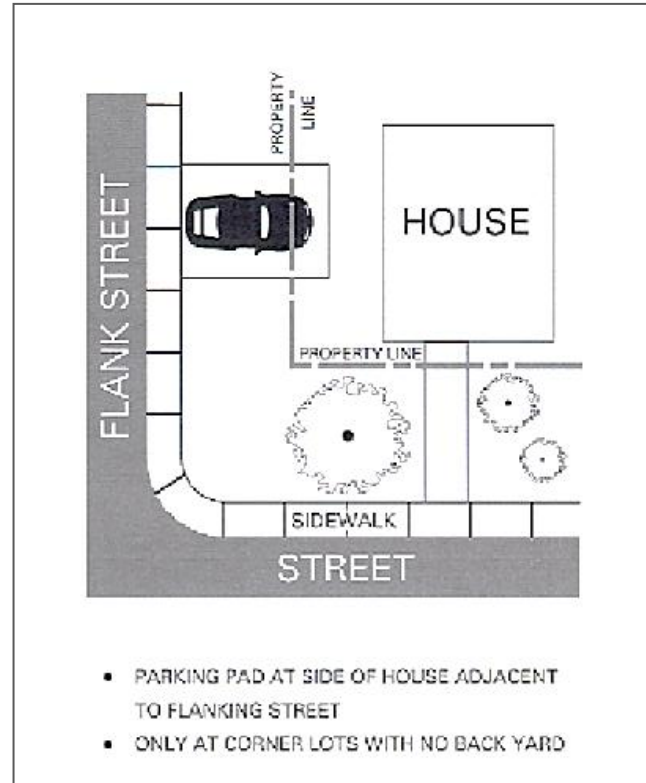 PROPERTY
LINE
FLANK STREET
HOUSE
PROPERTY LINE
SIDEWALK
STREET
• PARKING PAD AT SIDE OF HOUSE ADJACENT
TO FLANKING STREET
• ONLY AT CORNER LOTS WITH NO BACK YARD